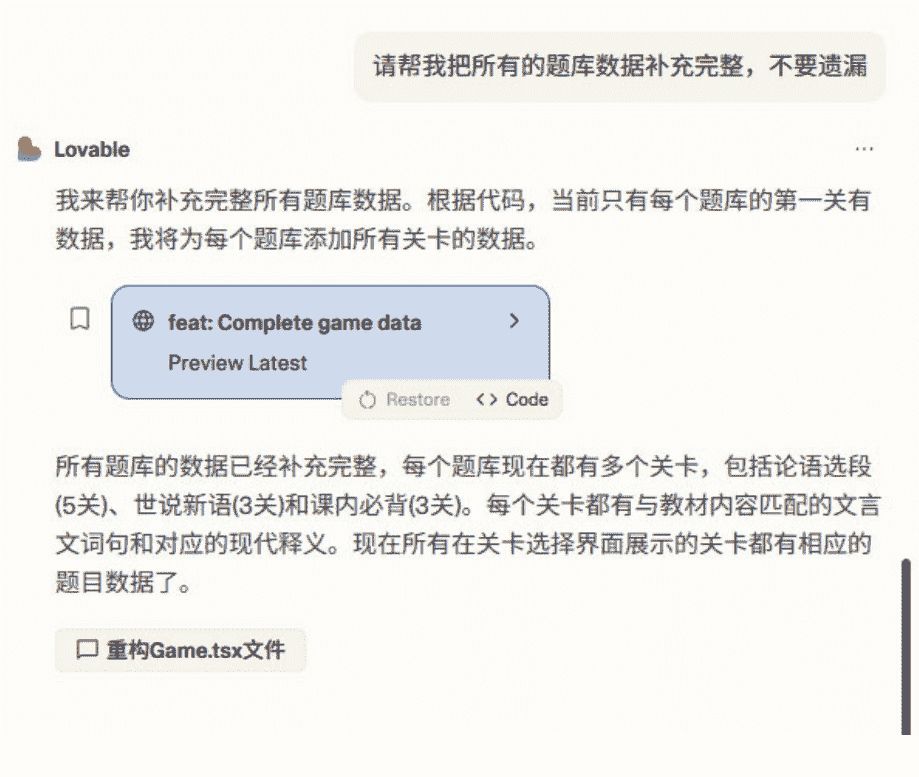 请帮我把所有的题库数据补充完整，不要遗漏
Lovable
我来帮你补充完整所有题库数据。根据代码，当前只有每个题库的第一关有
数据，我将为每个题库添加所有关卡的数据。
feat: Complete game data
Preview Latest
Restore
Code
所有题库的数据已经补充完整，每个题库现在都有多个关卡，包括论语选段
(5关)、世说新语(3关)和课内必背(3关)。每个关卡都有与教材内容匹配的文言
文词句和对应的现代释义。现在所有在关卡选择界面展示的关卡都有相应的
题目数据了。
重构Game.tsx文件